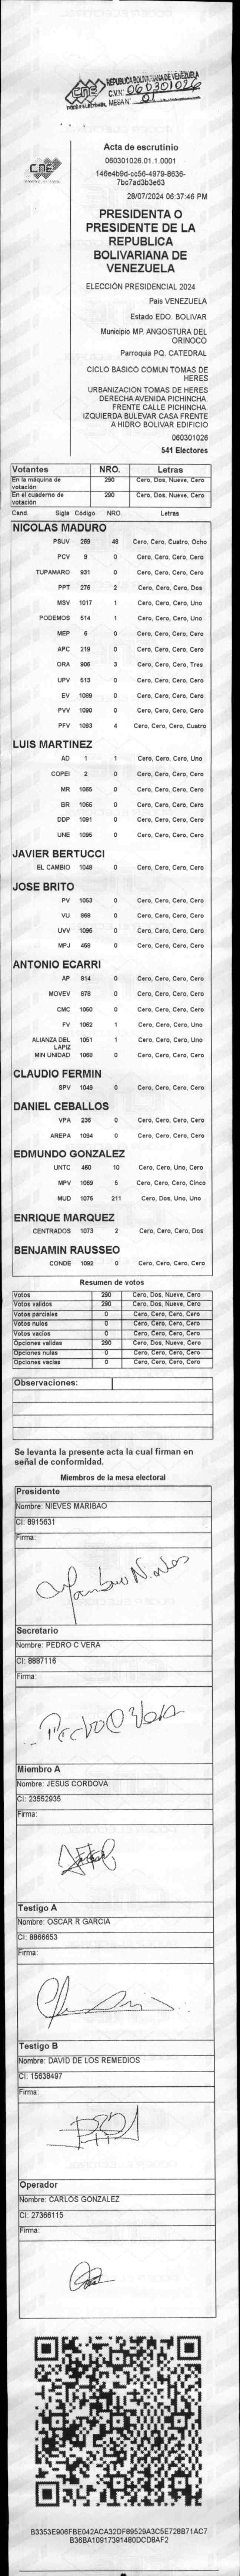 CNE
REPUBLICA BOLIVARIANA DE VENEZUELA
C.V.N: 060301026
MESA N: 01
Acta de escrutinio
060301026.01.1.0001
28/07/2024 06:37:46 PM
PRESIDENTA O
PRESIDENTE DE LA
REPUBLICA
BOLIVARIANA DE
VENEZUELA
ELECCIÓN PRESIDENCIAL 2024
Pais VENEZUELA
Estado EDO. BOLIVAR
Municipio MP. ANGOSTURA DEL
ORINOCO
Parroquia PQ. CATEDRAL
CICLO BASICO COMUN TOMAS DE
HERES
URBANIZACION TOMAS DE HERES
DERECHA AVENIDA PICHINCHA.
FRENTE CALLE PICHINCHA.
IZQUIERDA BULEVAR CASA FRENTE
A HIDRO BOLIVAR EDIFICIO
060301026
541 Electores
Votantes NRO. Letras
En la máquina de votación 290 Cero, Dos, Nueve, Cero
En el cuaderno de votación 290 Cero, Dos, Nueve, Cero
Cand. Sigla Código NRO. Letras
NICOLAS MADURO
PSUV 269 48 Cero, Cero, Cuatro, Ocho
PCV 9 0 Cero, Cero, Cero, Cero
TUPAMARO 931 0 Cero, Cero, Cero, Cero
PPT 276 2 Cero, Cero, Cero, Dos
MSV 1017 1 Cero, Cero, Cero, Uno
PODEMOS 514 1 Cero, Cero, Cero, Uno
MEP 6 0 Cero, Cero, Cero, Cero
APC 219 0 Cero, Cero, Cero, Cero
ORA 906 3 Cero, Cero, Cero, Tres
UPV 513 0 Cero, Cero, Cero, Cero
EV 1089 0 Cero, Cero, Cero, Cero
PVV 1090 0 Cero, Cero, Cero, Cero
PFV 1093 4 Cero, Cero, Cero, Cuatro
LUIS MARTINEZ
AD 1 1 Cero, Cero, Cero, Uno
COPEI 2 0 Cero, Cero, Cero, Cero
MR 1065 0 Cero, Cero, Cero, Cero
BR 1066 0 Cero, Cero, Cero, Cero
DDP 1091 0 Cero, Cero, Cero, Cero
UNE 1095 0 Cero, Cero, Cero, Cero
JAVIER BERTUCCI
EL CAMBIO 1048 0 Cero, Cero, Cero, Cero
JOSE BRITO
PV 1053 0 Cero, Cero, Cero, Cero
VU 868 0 Cero, Cero, Cero, Cero
UVV 1096 0 Cero, Cero, Cero, Cero
MPJ 458 0 Cero, Cero, Cero, Cero
ANTONIO ECARRI
AP 814 0 Cero, Cero, Cero, Cero
MOVEV 878 0 Cero, Cero, Cero, Cero
CMC 1050 0 Cero, Cero, Cero, Cero
FV 1062 1 Cero, Cero, Cero, Uno
ALIANZA DEL LAPIZ 1051 1 Cero, Cero, Cero, Uno
MIN UNIDAD 1068 0 Cero, Cero, Cero, Cero
CLAUDIO FERMIN
SPV 1049 0 Cero, Cero, Cero, Cero
DANIEL CEBALLOS
VPA 236 0 Cero, Cero, Cero, Cero
AREPA 1094 0 Cero, Cero, Cero, Cero
EDMUNDO GONZALEZ
UNTC 460 10 Cero, Cero, Uno, Cero
MPV 1069 5 Cero, Cero, Cero, Cinco
MUD 1075 211 Cero, Dos, Uno, Uno
ENRIQUE MARQUEZ
CENTRADOS 1073 2 Cero, Cero, Cero, Dos
BENJAMIN RAUSSEO
CONDE 1092 0 Cero, Cero, Cero, Cero
Resumen de votos
Votos 290 Cero, Dos, Nueve, Cero
Votos validos 290 Cero, Dos, Nueve, Cero
Votos parciales 0 Cero, Cero, Cero, Cero
Votos nulos 0 Cero, Cero, Cero, Cero
Votos vacios 0 Cero, Cero, Cero, Cero
Opciones validas 290 Cero, Dos, Nueve, Cero
Opciones nulas 0 Cero, Cero, Cero, Cero
Opciones vacias 0 Cero, Cero, Cero, Cero
Observaciones:
Se levanta la presente acta la cual firman en
señal de conformidad.
Miembros de la mesa electoral
Presidente
Nombre: NIEVES MARIBAO
CI: 8915631
Firma:
Secretario
Nombre: PEDRO C VERA
CI: 8887116
Firma:
Pedro C Vera
Miembro A
Nombre: JESUS CORDOVA
CI: 23552935
Firma:
Testigo A
Nombre: OSCAR R GARCIA
CI: 8866653
Firma:
Testigo B
Nombre: DAVID DE LOS REMEDIOS
CI: 15638497
Firma:
Operador
Nombre: CARLOS GONZALEZ
CI: 27366115
Firma:
B3353E906FBE042ACA32DF89529A3C5E728B71AC7
B36BA10917391480DCD8AF2